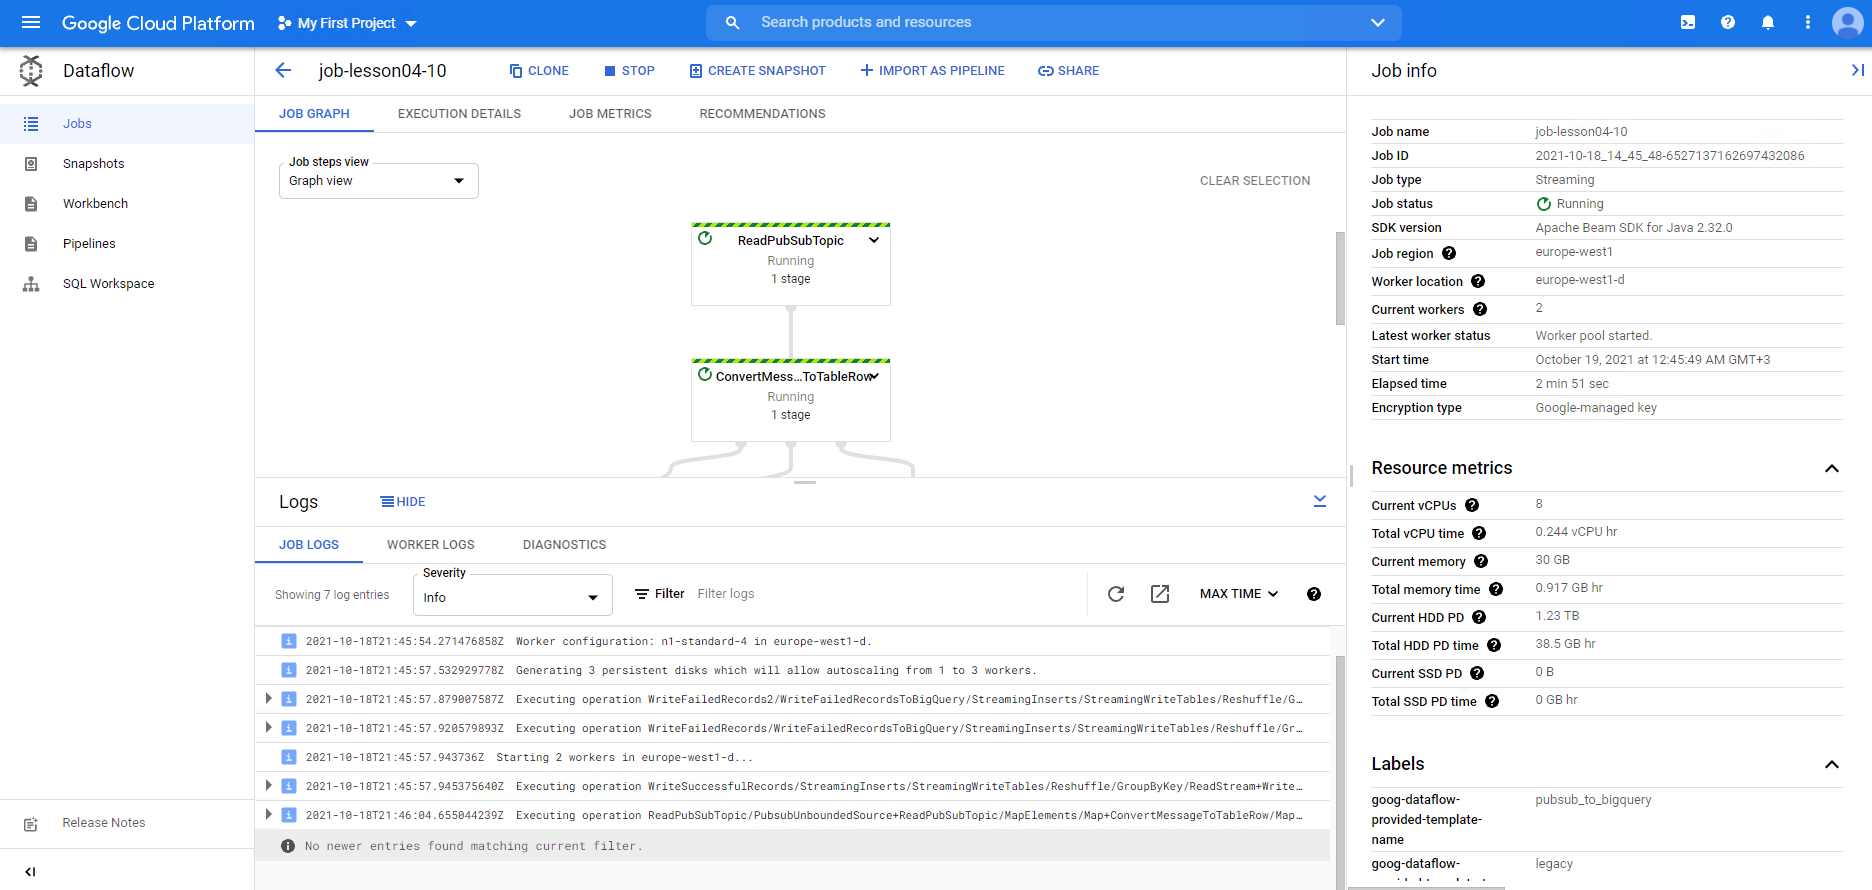 Google Cloud Platform
My First Project
Search products and resources
Dataflow
Jobs
Snapshots
Workbench
Pipelines
SQL Workspace
Release Notes
job-lesson04-10
CLONE
STOP
CREATE SNAPSHOT
IMPORT AS PIPELINE
SHARE
JOB GRAPH
EXECUTION DETAILS
JOB METRICS
RECOMMENDATIONS
Job steps view
Graph view
CLEAR SELECTION
ReadPubSubTopic
Running
1 stage
ConvertMess...ToTableRow
Running
1 stage
Logs
HIDE
JOB LOGS
WORKER LOGS
DIAGNOSTICS
Showing 7 log entries
Severity
Info
Filter
Filter logs
MAX TIME
2021-10-18T21:45:54.271476858Z Worker configuration: n1-standard-4 in europe-west1-d.
2021-10-18T21:45:57.532929778Z Generating 3 persistent disks which will allow autoscaling from 1 to 3 workers.
2021-10-18T21:45:57.879007587Z Executing operation WriteFailedRecords2/WriteFailedRecordsToBigQuery/StreamingInserts/StreamingWriteTables/Reshuffle/G…
2021-10-18T21:45:57.920579893Z Executing operation WriteFailedRecords/WriteFailedRecordsToBigQuery/StreamingInserts/StreamingWriteTables/Reshuffle/Gr…
2021-10-18T21:45:57.943736Z Starting 2 workers in europe-west1-d...
2021-10-18T21:45:57.945375640Z Executing operation WriteSuccessfulRecords/StreamingInserts/StreamingWriteTables/Reshuffle/GroupByKey/ReadStream+Write…
2021-10-18T21:46:04.655044239Z Executing operation ReadPubSubTopic/PubsubUnboundedSource+ReadPubSubTopic/MapElements/Map+ConvertMessageToTableRow/Map…
No newer entries found matching current filter.
Job info
Job name job-lesson04-10
Job ID 2021-10-18_14_45_48-6527137162697432086
Job type Streaming
Job status Running
SDK version Apache Beam SDK for Java 2.32.0
Job region europe-west1
Worker location europe-west1-d
Current workers 2
Latest worker status Worker pool started.
Start time October 19, 2021 at 12:45:49 AM GMT+3
Elapsed time 2 min 51 sec
Encryption type Google-managed key
Resource metrics
Current vCPUs 8
Total vCPU time 0.244 vCPU hr
Current memory 30 GB
Total memory time 0.917 GB hr
Current HDD PD 1.23 TB
Total HDD PD time 38.5 GB hr
Current SSD PD 0 B
Total SSD PD time 0 GB hr
Labels
goog-dataflow- pubsub_to_bigquery
provided-template-
name
goog-dataflow- legacy